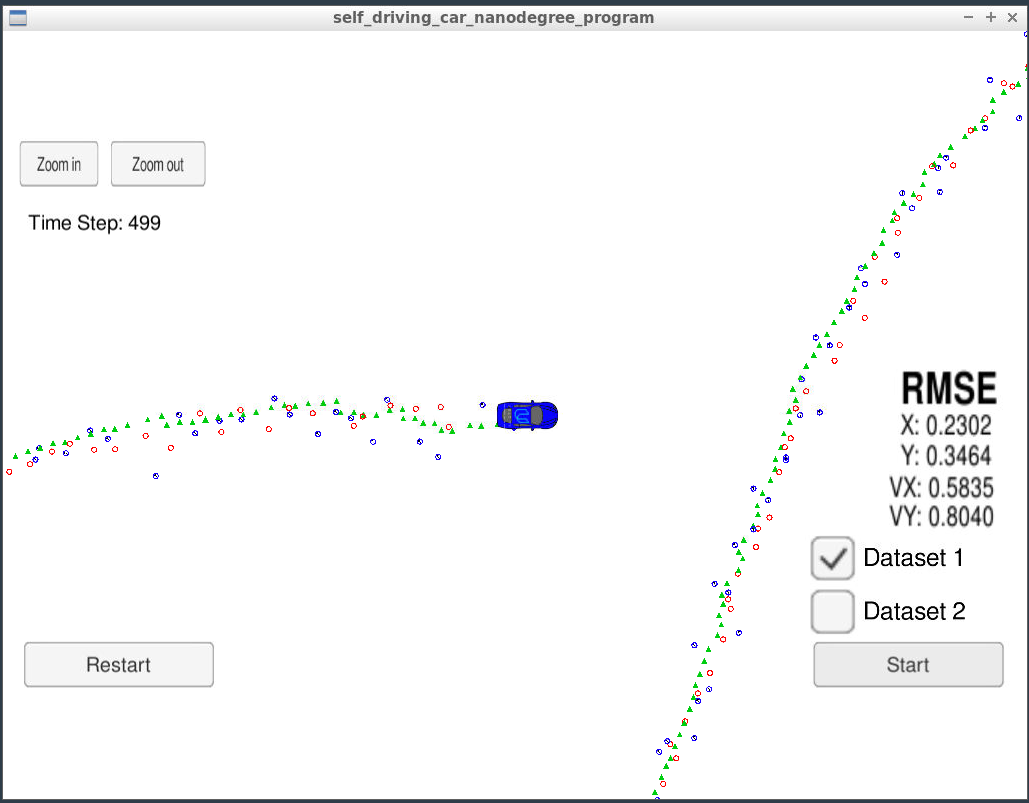 self_driving_car_nanodegree_program
Zoom in
Zoom out
Time Step: 499
RMSE
X: 0.2302
Y: 0.3464
VX: 0.5835
VY: 0.8040
Dataset 1
Dataset 2
Restart
Start